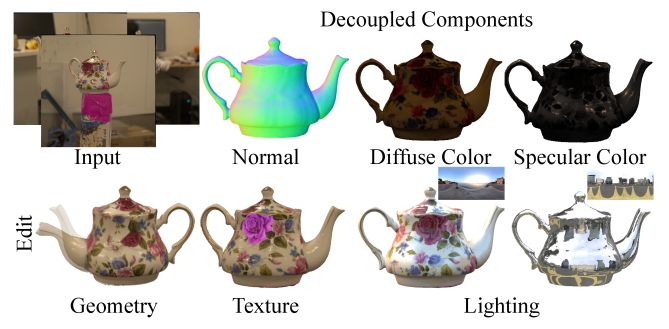 Decoupled Components
Input
Normal
Diffuse Color
Specular Color
Edit
Geometry
Texture
Lighting